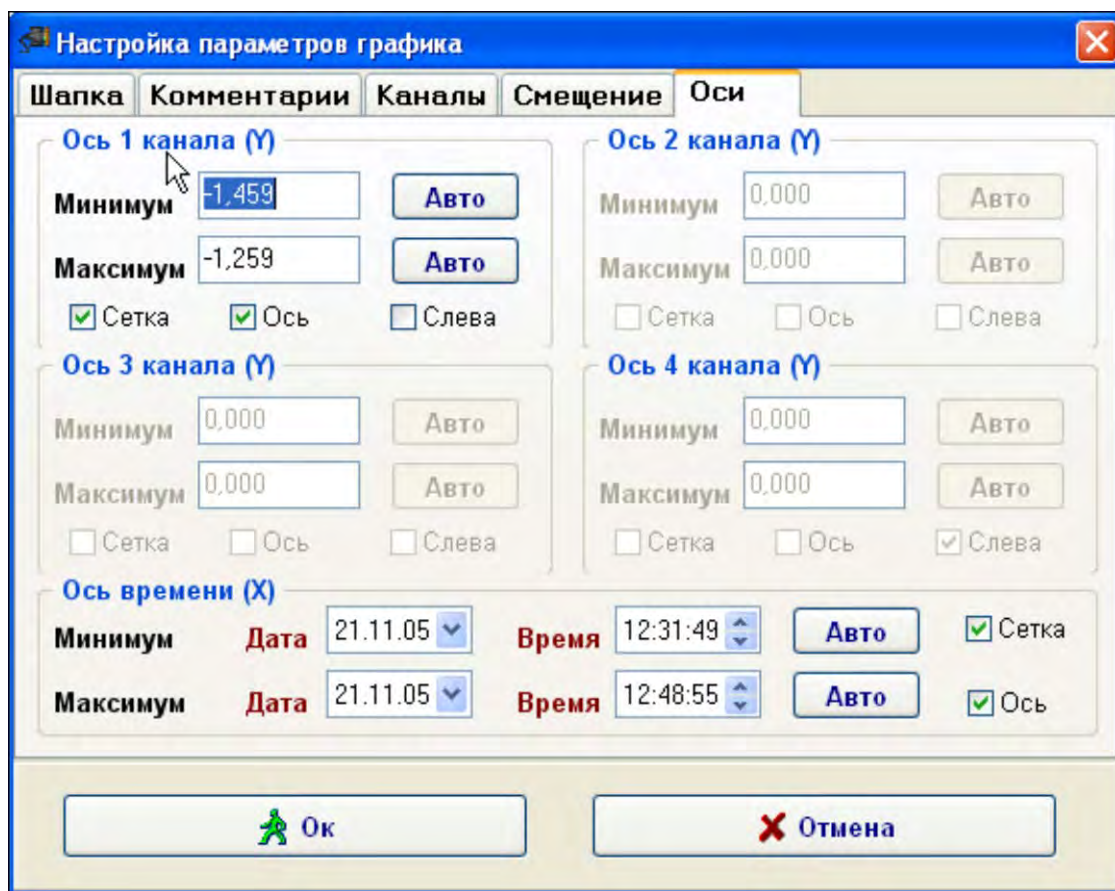 Настройка параметров графика
Шапка Комментарии Каналы Смещение Оси
Ось 1 канала (Y)
Минимум -1,459 Авто
Максимум -1,259 Авто
Сетка Ось Слева
Ось 2 канала (Y)
Минимум 0,000 Авто
Максимум 0,000 Авто
Сетка Ось Слева
Ось 3 канала (Y)
Минимум 0,000 Авто
Максимум 0,000 Авто
Сетка Ось Слева
Ось 4 канала (Y)
Минимум 0,000 Авто
Максимум 0,000 Авто
Сетка Ось Слева
Ось времени (X)
Минимум Дата 21.11.05 Время 12:31:49 Авто Сетка
Максимум Дата 21.11.05 Время 12:48:55 Авто Ось
Ок Отмена